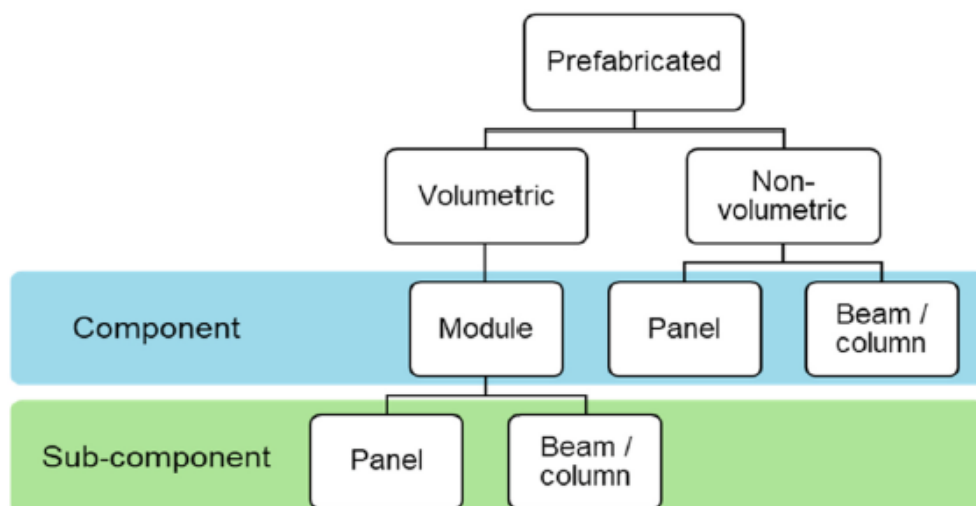 Prefabricated
Volumetric
Non-
volumetric
Component
Module
Panel
Beam /
column
Sub-component
Panel
Beam /
column